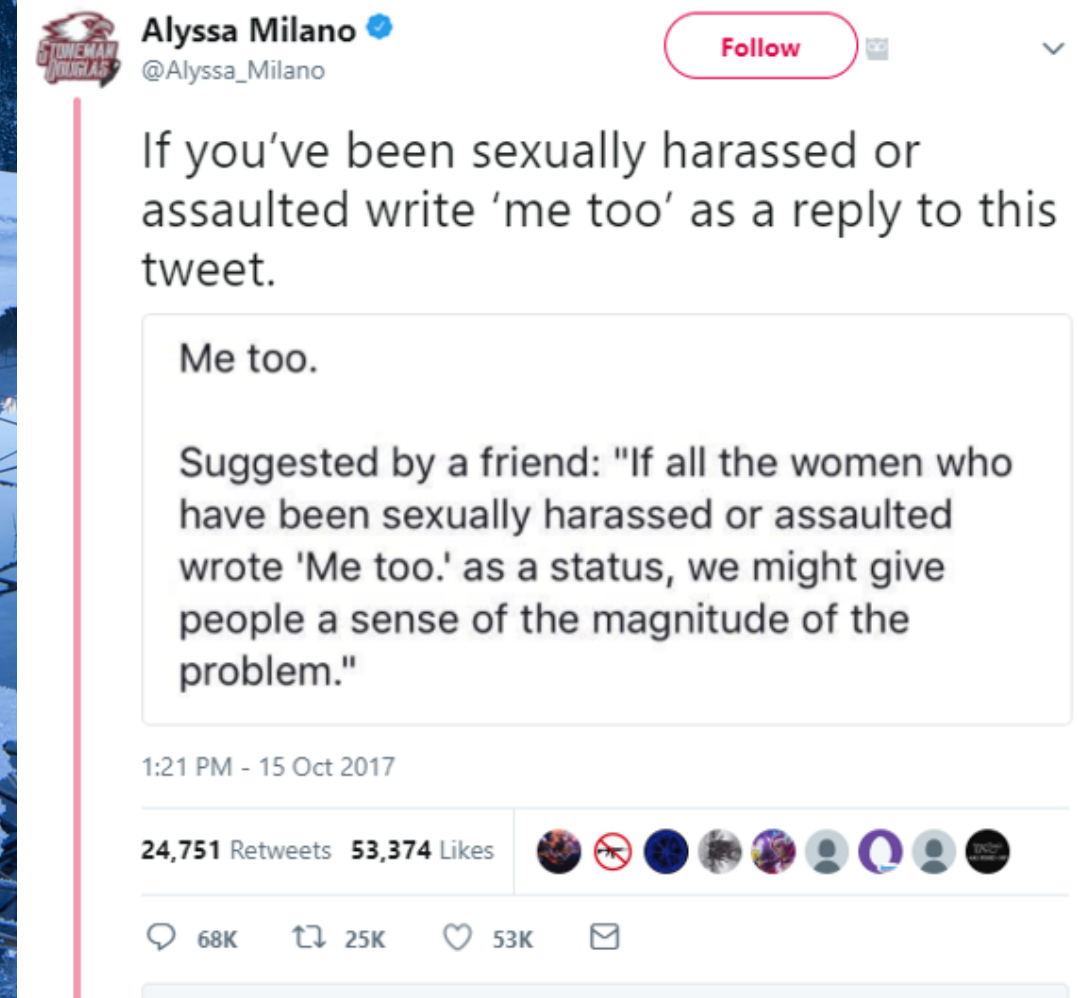 STONEMAN
DOUGLAS
Alyssa Milano
@Alyssa_Milano
Follow
If you’ve been sexually harassed or
assaulted write ‘me too’ as a reply to this
tweet.
Me too.
Suggested by a friend: "If all the women who
have been sexually harassed or assaulted
wrote 'Me too.' as a status, we might give
people a sense of the magnitude of the
problem."
1:21 PM - 15 Oct 2017
24,751 Retweets 53,374 Likes
68K 25K 53K